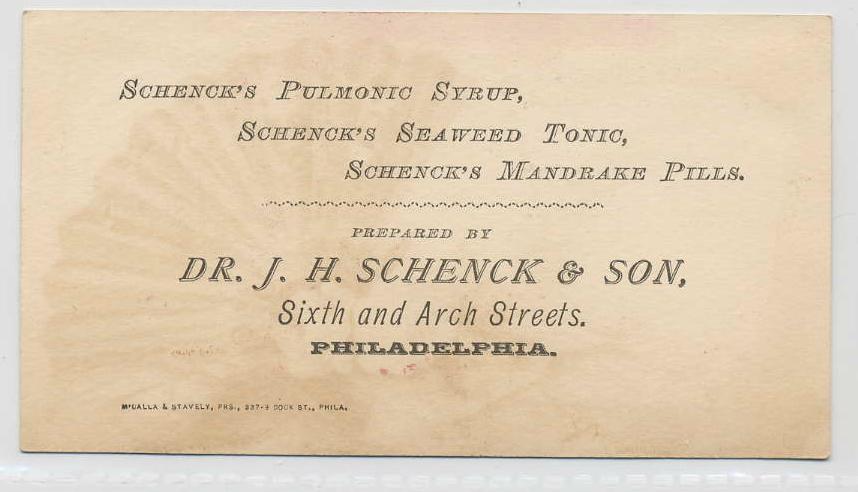 SCHENCK'S PULMONIC SYRUP,
SCHENCK'S SEAWEED TONIC,
SCHENCK'S MANDRAKE PILLS.
PREPARED BY
DR. J. H. SCHENCK & SON,
Sixth and Arch Streets.
PHILADELPHIA.
MᶜCALLA & STAVELY, PRS., 237-9 DOCK ST., PHILA.